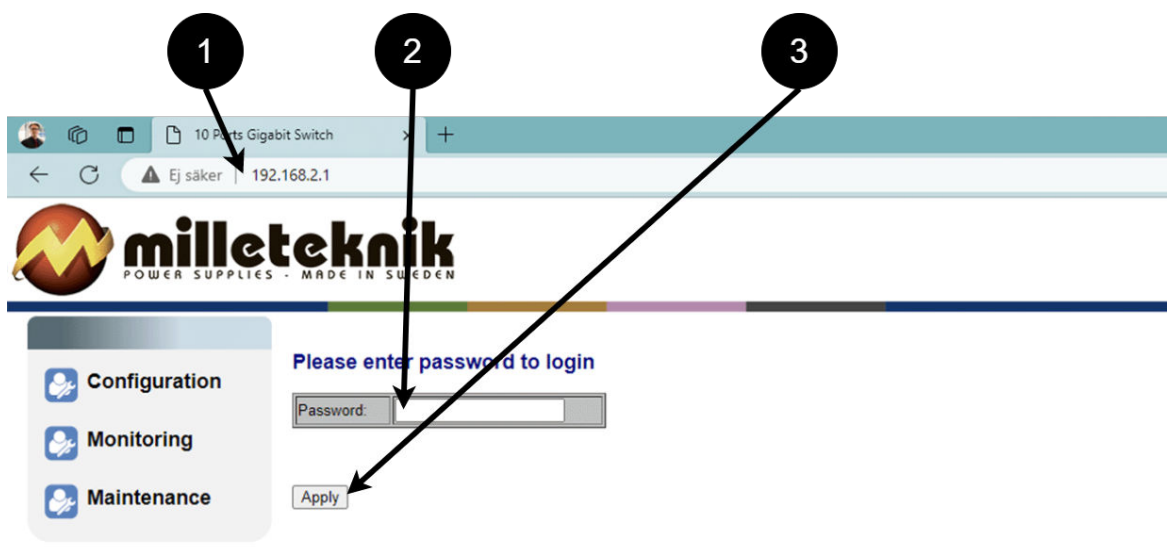 1 2 3
10 Ports Gigabit Switch
Ej säker 192.168.2.1
milleteknik
POWER SUPPLIES - MADE IN SWEDEN
Please enter password to login
Configuration
Password:
Monitoring
Maintenance
Apply